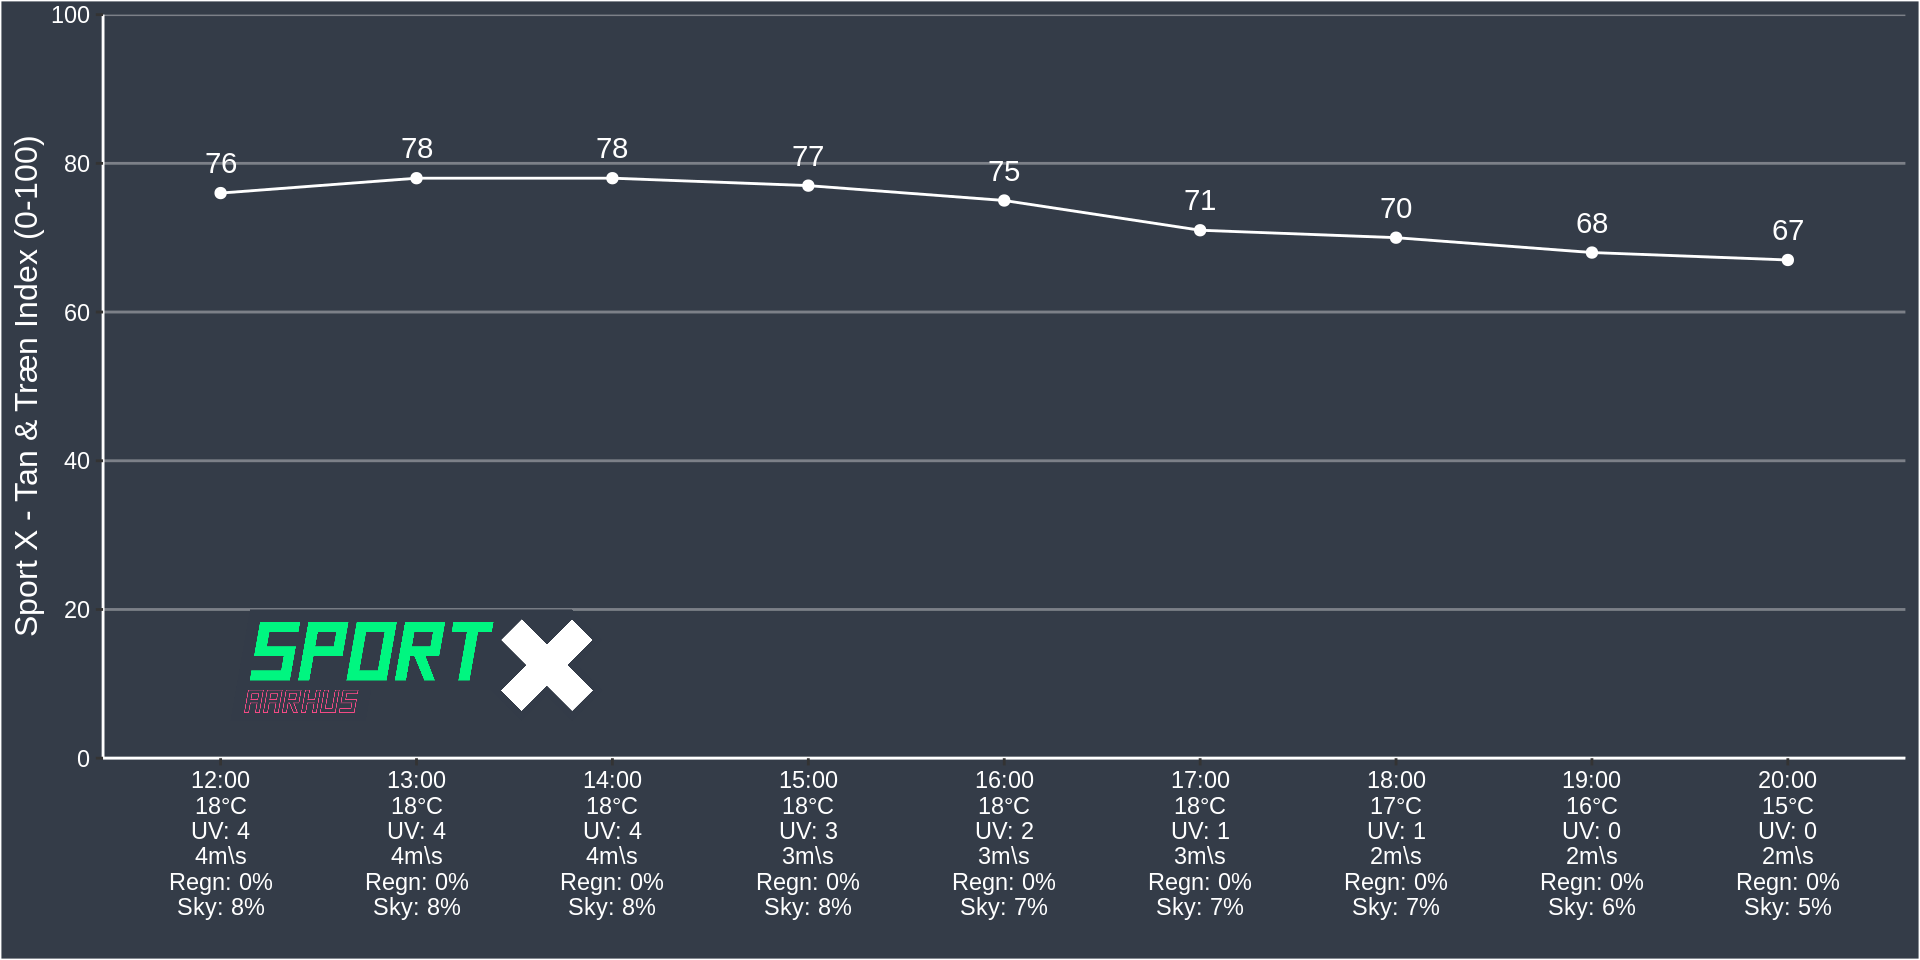 Sport X - Tan & Træn Index (0-100)
100
80
60
40
20
0
76
78
78
77
75
71
70
68
67
SPORT X
AARHUS
12:00 13:00 14:00 15:00 16:00 17:00 18:00 19:00 20:00
18°C 18°C 18°C 18°C 18°C 18°C 17°C 16°C 15°C
UV: 4 UV: 4 UV: 4 UV: 3 UV: 2 UV: 1 UV: 1 UV: 0 UV: 0
4m\s 4m\s 4m\s 3m\s 3m\s 3m\s 2m\s 2m\s 2m\s
Regn: 0% Regn: 0% Regn: 0% Regn: 0% Regn: 0% Regn: 0% Regn: 0% Regn: 0% Regn: 0%
Sky: 8% Sky: 8% Sky: 8% Sky: 8% Sky: 7% Sky: 7% Sky: 7% Sky: 6% Sky: 5%